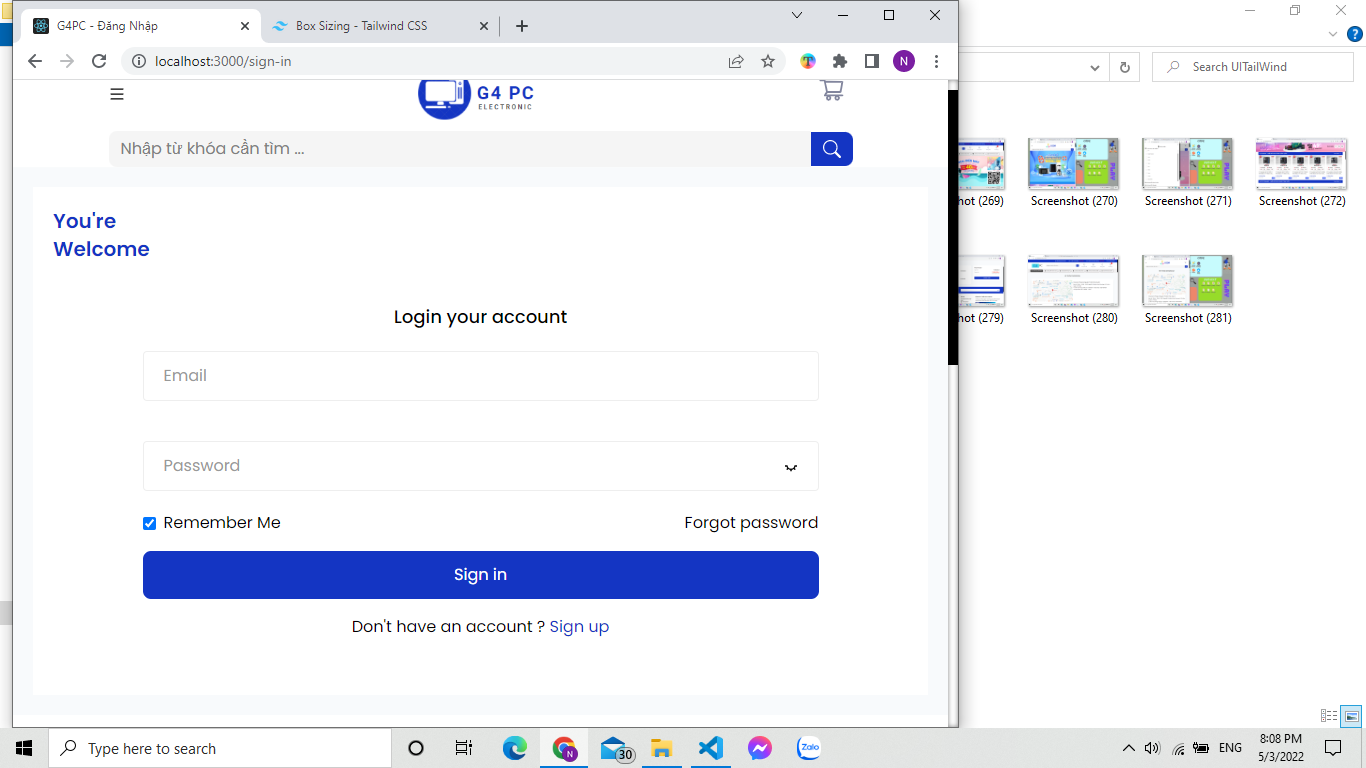 G4PC - Đăng Nhập
Box Sizing - Tailwind CSS
localhost:3000/sign-in
N
Search UITailWind
G4 PC
ELECTRONIC
Nhập từ khóa cần tìm ...
You're
Welcome
Login your account
Email
Password
Remember Me
Forgot password
Sign in
Don't have an account ? Sign up
hot (269)
Screenshot (270)
Screenshot (271)
Screenshot (272)
hot (279)
Screenshot (280)
Screenshot (281)
Type here to search
N
30
Zalo
ENG
8:08 PM
5/3/2022